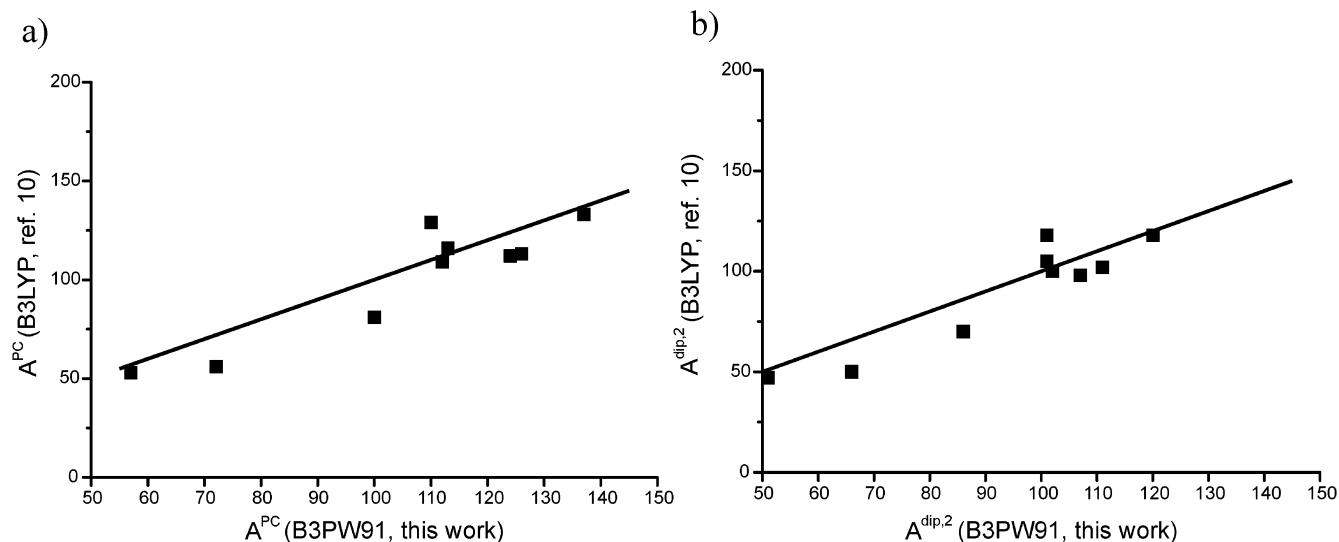 a)
200
150
100
50
0
A^PC (B3LYP, ref. 10)
50 60 70 80 90 100 110 120 130 140 150
A^PC (B3PW91, this work)
b)
200
150
100
50
0
A^dip,2 (B3LYP, ref. 10)
50 60 70 80 90 100 110 120 130 140 150
A^dip,2 (B3PW91, this work)